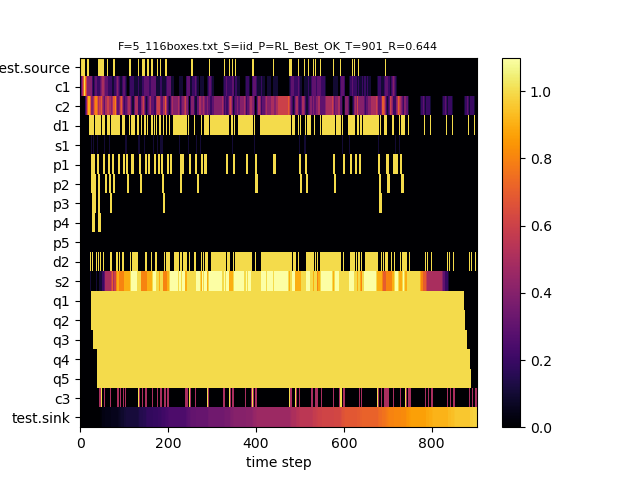 F=5_116boxes.txt_S=iid_P=RL_Best_OK_T=901_R=0.644
est.source
c1
c2
d1
s1
p1
p2
p3
p4
p5
d2
s2
q1
q2
q3
q4
q5
c3
test.sink
0
200
400
600
800
time step
1.0
0.8
0.6
0.4
0.2
0.0